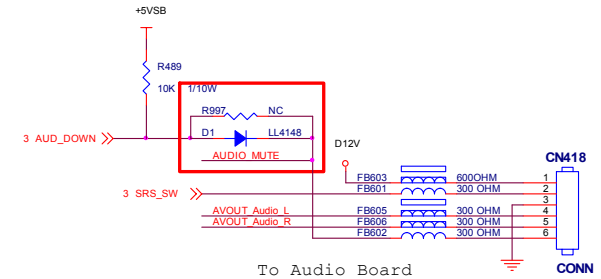 +5VSB
R489
10K 1/10W
R997 NC
3 AUD_DOWN D1 LL4148
AUDIO_MUTE D12V
CN418
FB603 600OHM 1
3 SRS_SW FB601 300 OHM 2
3
AVOUT_Audio_L FB605 300 OHM 4
AVOUT_Audio_R FB606 300 OHM 5
FB602 300 OHM 6
To Audio Board CONN